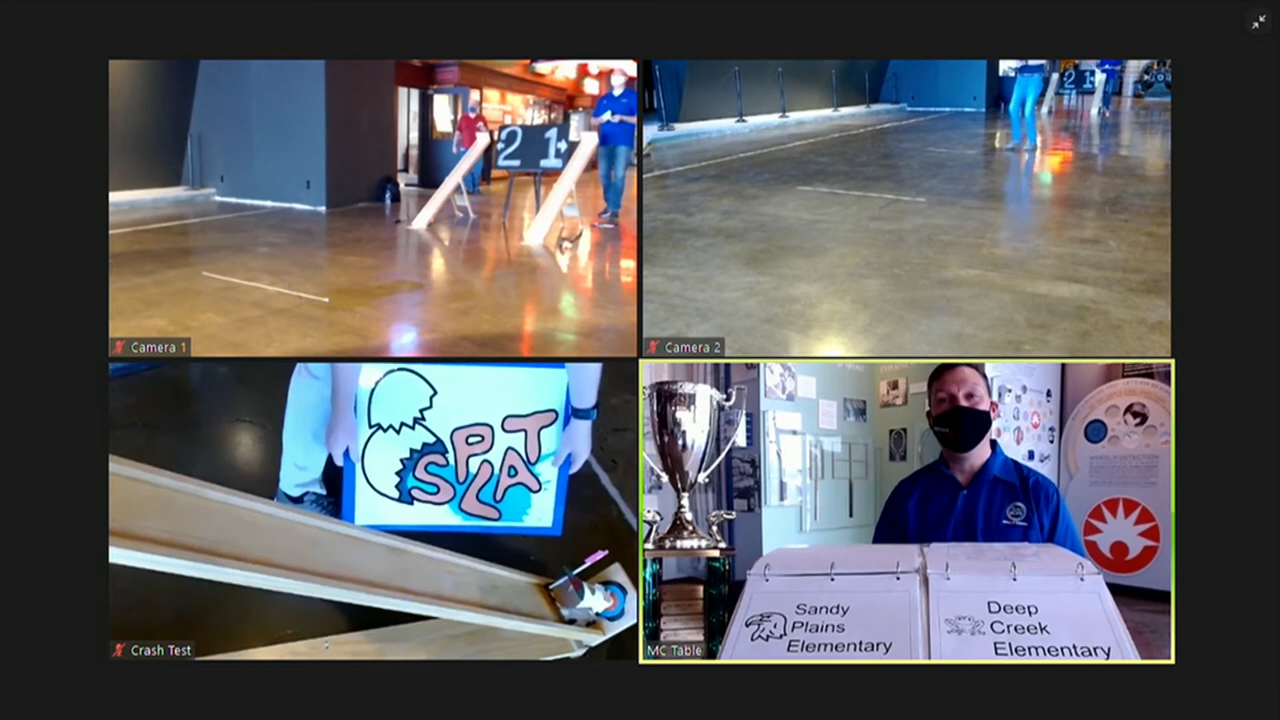 2 1
Camera 1
2 1
Camera 2
SPLAT
Crash Test
Sandy
Plains
Elementary
Deep
Creek
Elementary
MC Table